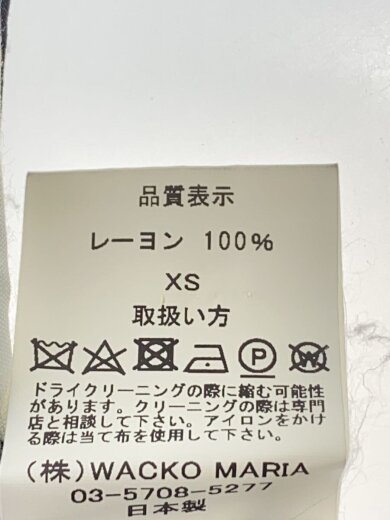 品質表示
レーヨン 100%
XS
取扱い方
ドライクリーニングの際に縮む可能性
があります。クリーニングの際は専門
店と相談して下さい。アイロンをかけ
る際は当て布を使用して下さい。
(株)WACKO MARIA
03-5708-5277
日本製